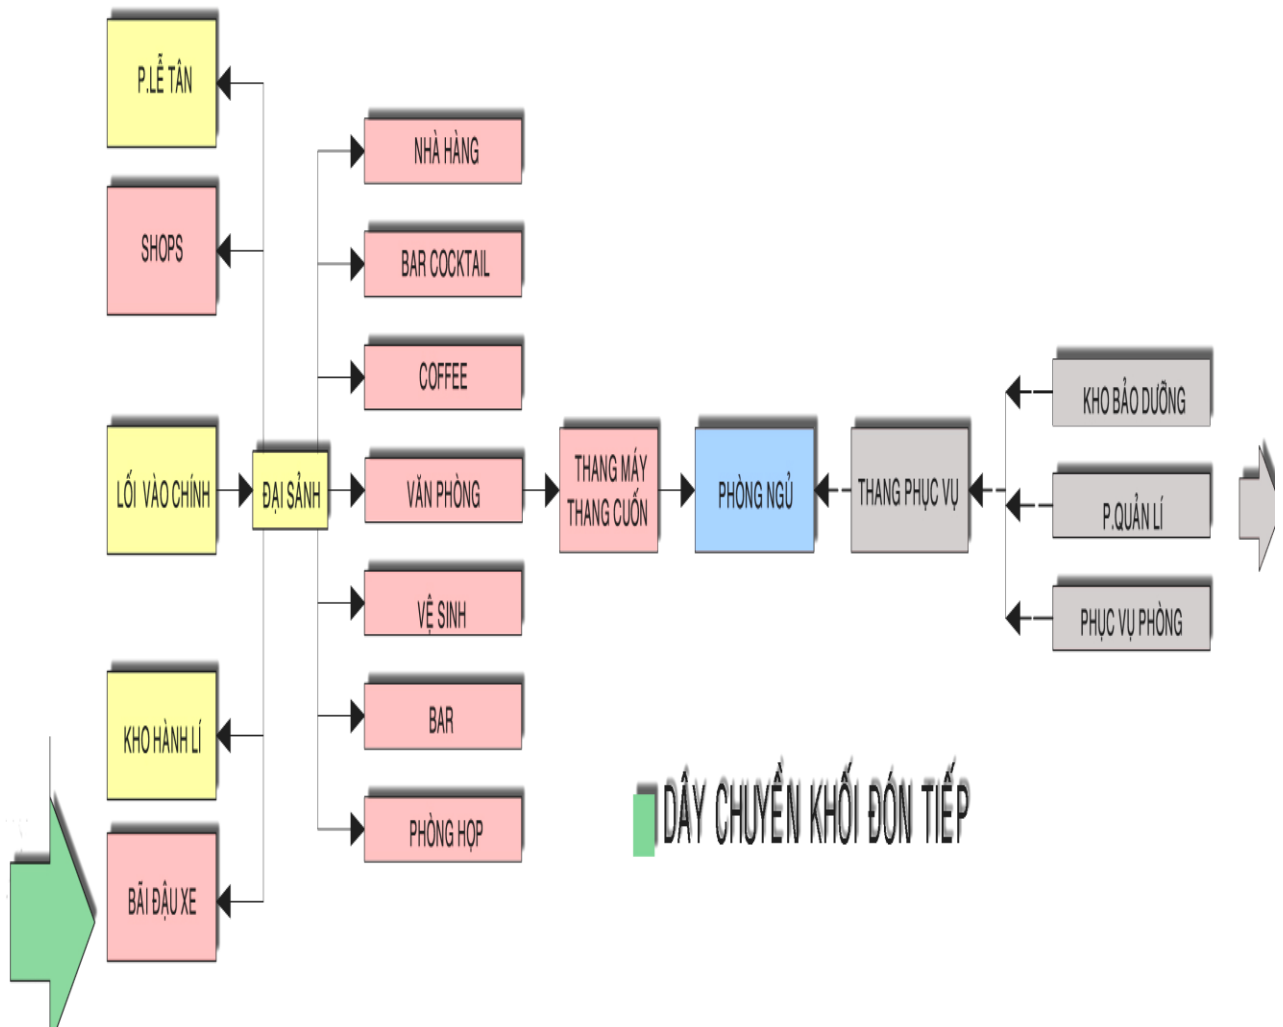 P.LỄ TÂN
SHOPS
LỐI VÀO CHÍNH
KHO HÀNH LÍ
BÃI ĐẬU XE
ĐẠI SẢNH
NHÀ HÀNG
BAR COCKTAIL
COFFEE
VĂN PHÒNG
VỆ SINH
BAR
PHÒNG HỌP
THANG MÁY
THANG CUỐN
PHÒNG NGỦ
THANG PHỤC VỤ
KHO BẢO DƯỠNG
P.QUẢN LÍ
PHỤC VỤ PHÒNG
DÂY CHUYỀN KHỐI ĐÓN TIẾP